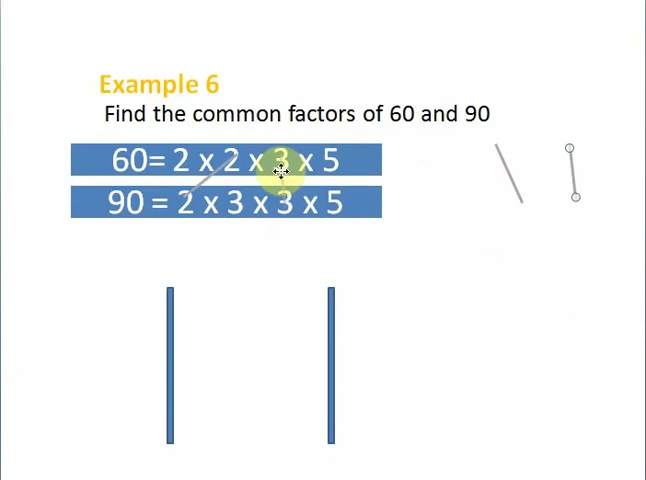 Example 6
Find the common factors of 60 and 90
60= 2 x 2 x 3 x 5
90 = 2 x 3 x 3 x 5